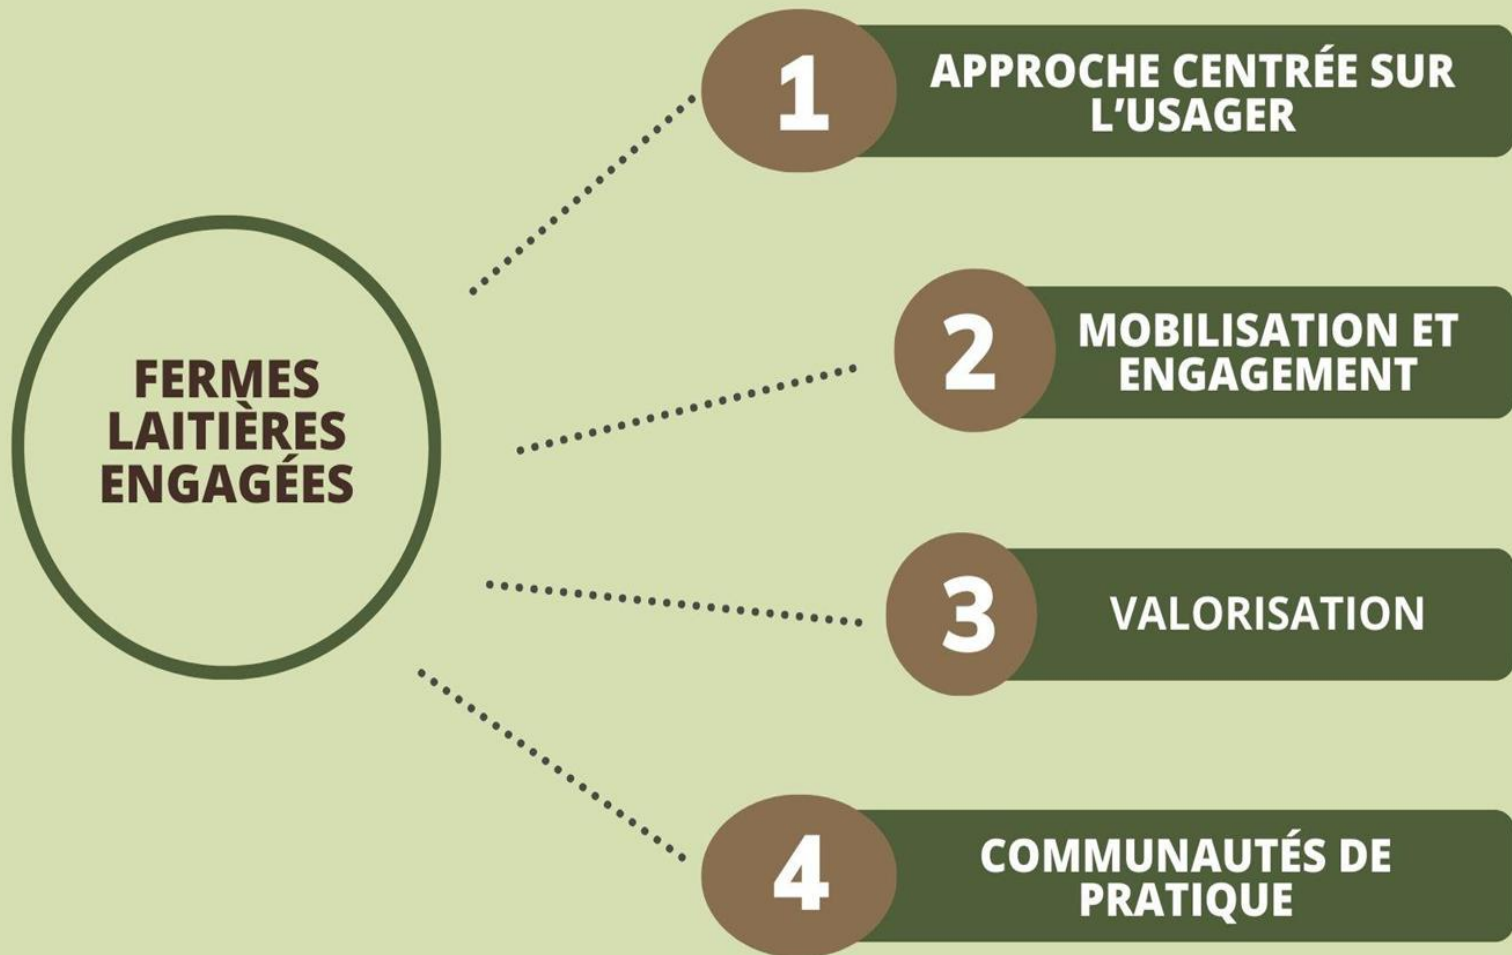 FERMES
LAITIÈRES
ENGAGÉES
1
APPROCHE CENTRÉE SUR
L'USAGER
2
MOBILISATION ET
ENGAGEMENT
3
VALORISATION
4
COMMUNAUTÉS DE
PRATIQUE